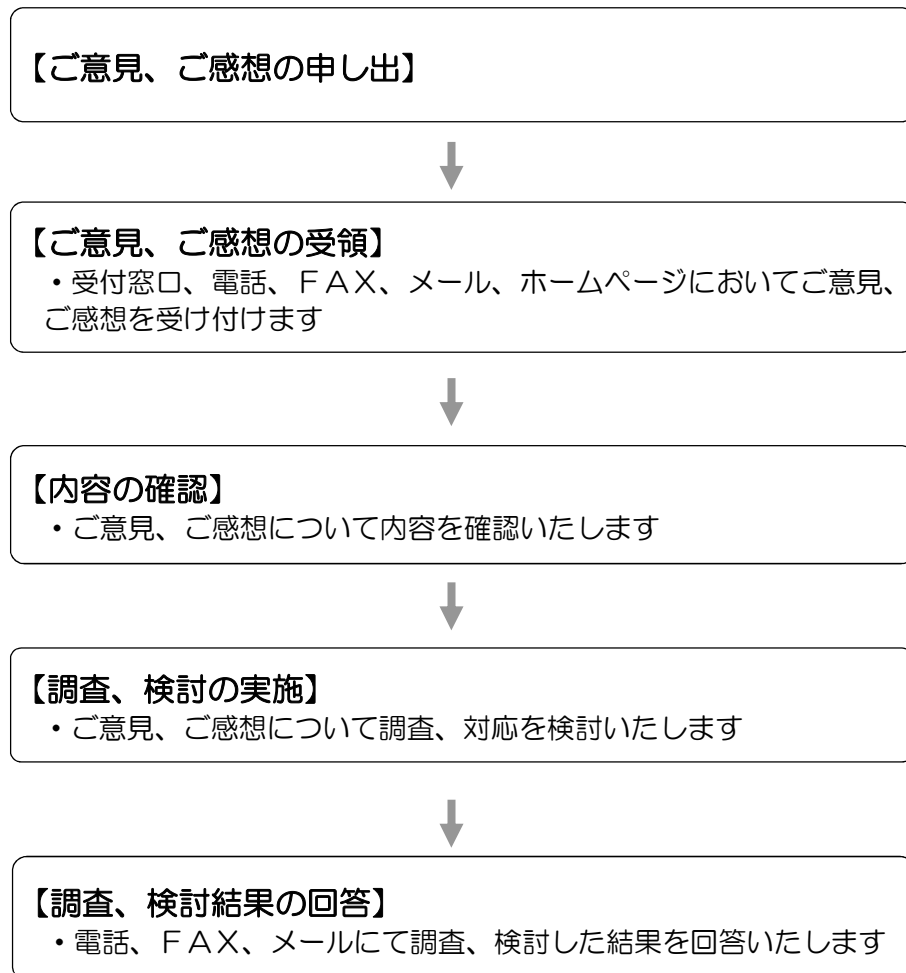 【ご意見、ご感想の申し出】
【ご意見、ご感想の受領】
・受付窓口、電話、ＦＡＸ、メール、ホームページにおいてご意見、
ご感想を受け付けます
【内容の確認】
・ご意見、ご感想について内容を確認いたします
【調査、検討の実施】
・ご意見、ご感想について調査、対応を検討いたします
【調査、検討結果の回答】
・電話、ＦＡＸ、メールにて調査、検討した結果を回答いたします